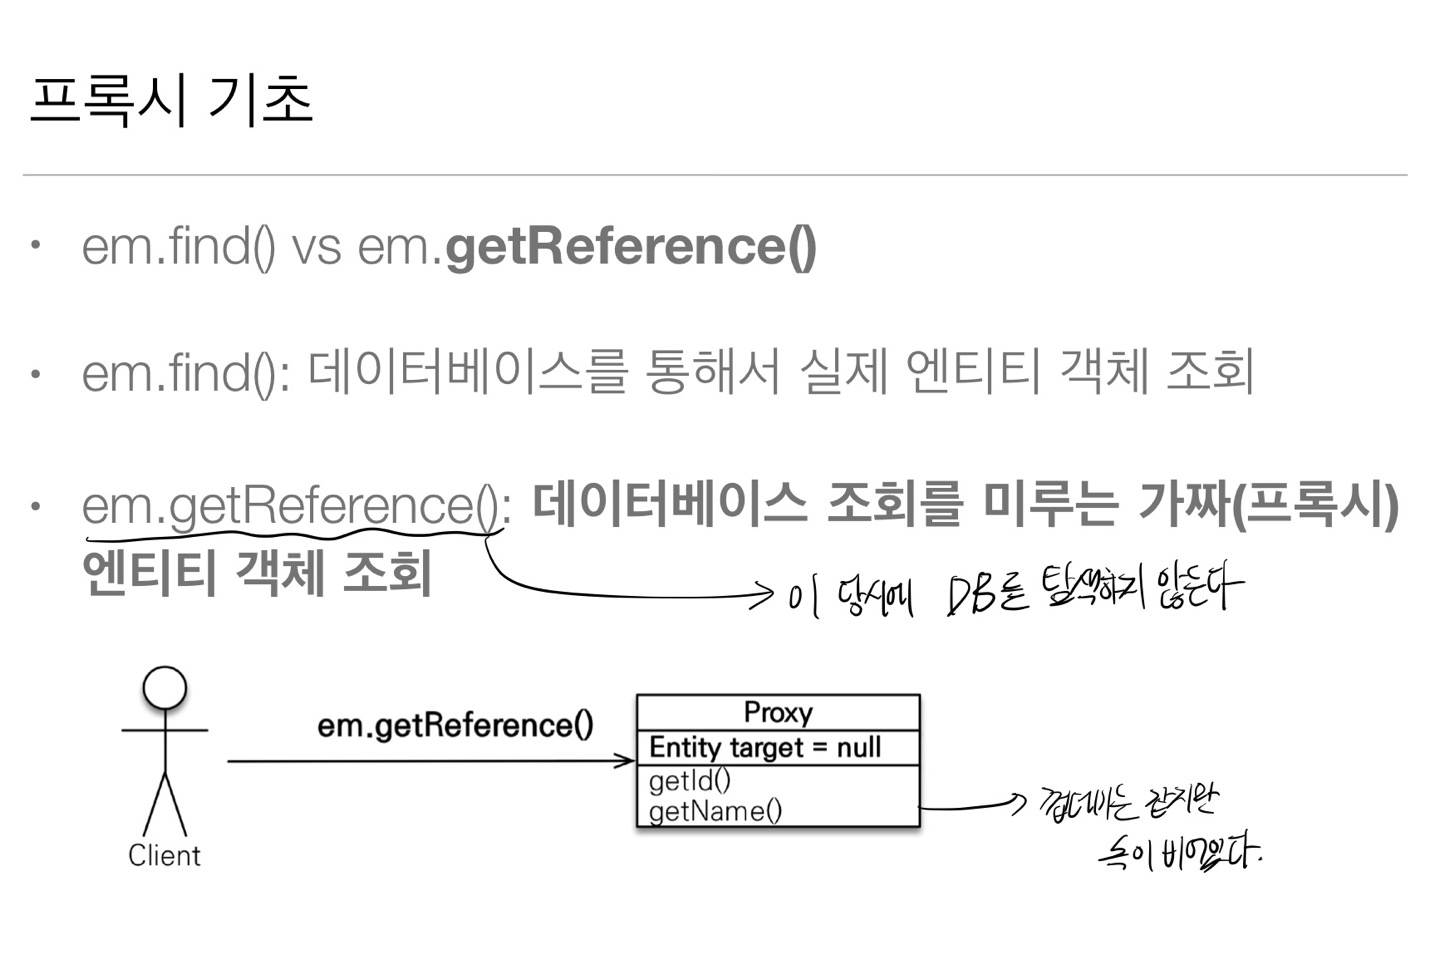 프록시 기초
• em.find() vs em.getReference()
• em.find(): 데이터베이스를 통해서 실제 엔티티 객체 조회
• em.getReference(): 데이터베이스 조회를 미루는 가짜(프록시)
엔티티 객체 조회
이 당시에 DB를 탐색하지 않는다
em.getReference()
Proxy
Entity target = null
getId()
getName()
Client
껍데기는 같지만
속이 비어있다.